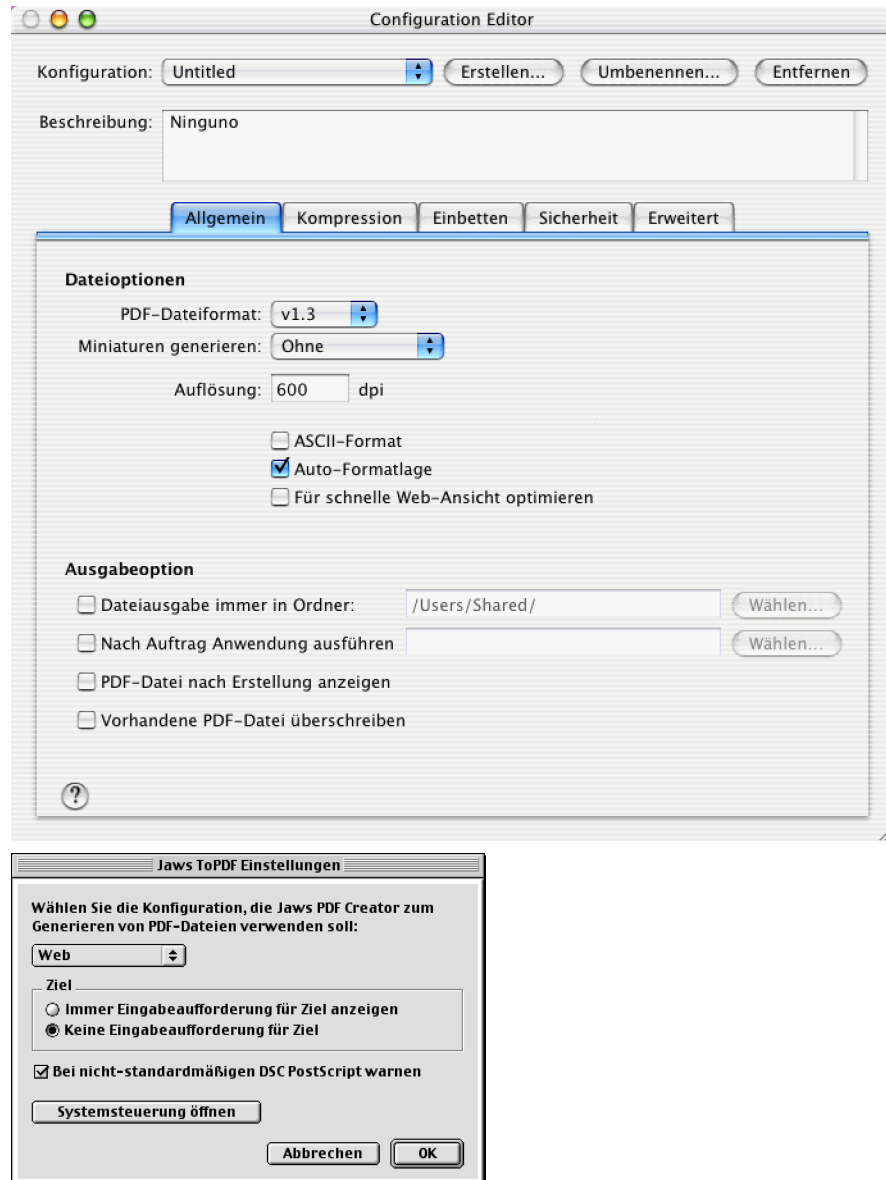 Configuration Editor
Konfiguration: Untitled Erstellen... Umbenennen... Entfernen
Beschreibung: Ninguno
Allgemein Kompression Einbetten Sicherheit Erweitert
Dateioptionen
PDF-Dateiformat: v1.3
Miniaturen generieren: Ohne
Auflösung: 600 dpi
ASCII-Format
Auto-Formatlage
Für schnelle Web-Ansicht optimieren
Ausgabeoption
Dateiausgabe immer in Ordner: /Users/Shared/ Wählen...
Nach Auftrag Anwendung ausführen Wählen...
PDF-Datei nach Erstellung anzeigen
Vorhandene PDF-Datei überschreiben
?
Jaws ToPDF Einstellungen
Wählen Sie die Konfiguration, die Jaws PDF Creator zum
Generieren von PDF-Dateien verwenden soll:
Web
Ziel
Immer Eingabeaufforderung für Ziel anzeigen
Keine Eingabeaufforderung für Ziel
Bei nicht-standardmäßigen DSC PostScript warnen
Systemsteuerung öffnen
Abbrechen OK